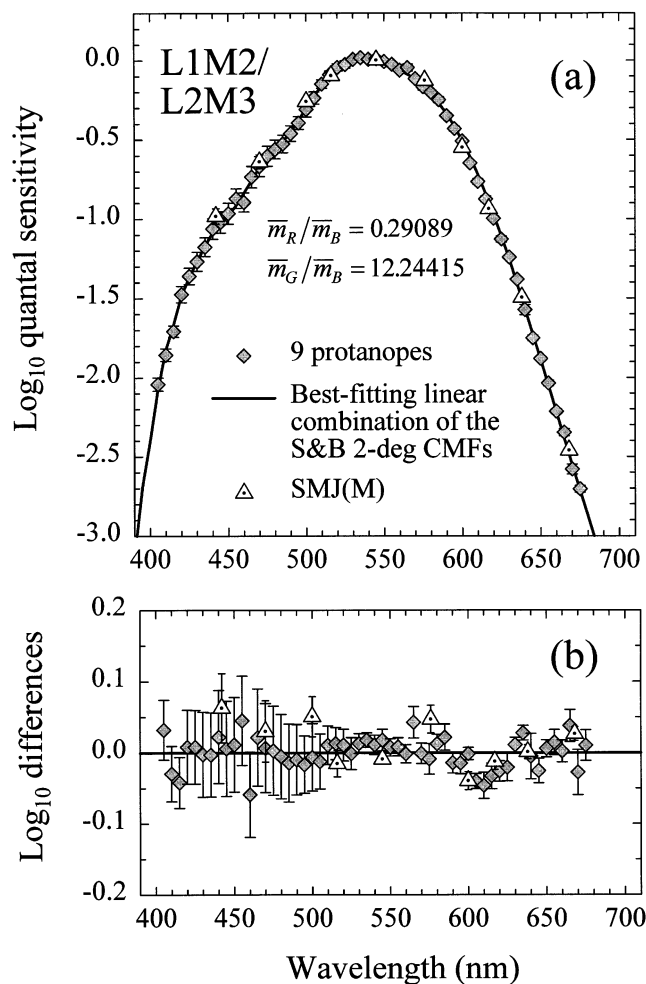 L1M2/
L2M3
(a)
0.0
-0.5
-1.0
-1.5
-2.0
-2.5
-3.0
Log10 quantal sensitivity
m̅R/m̅B = 0.29089
m̅G/m̅B = 12.24415
9 protanopes
Best-fitting linear
combination of the
S&B 2-deg CMFs
SMJ(M)
400 450 500 550 600 650 700
(b)
0.2
0.1
0.0
-0.1
-0.2
Log10 differences
400 450 500 550 600 650 700
Wavelength (nm)